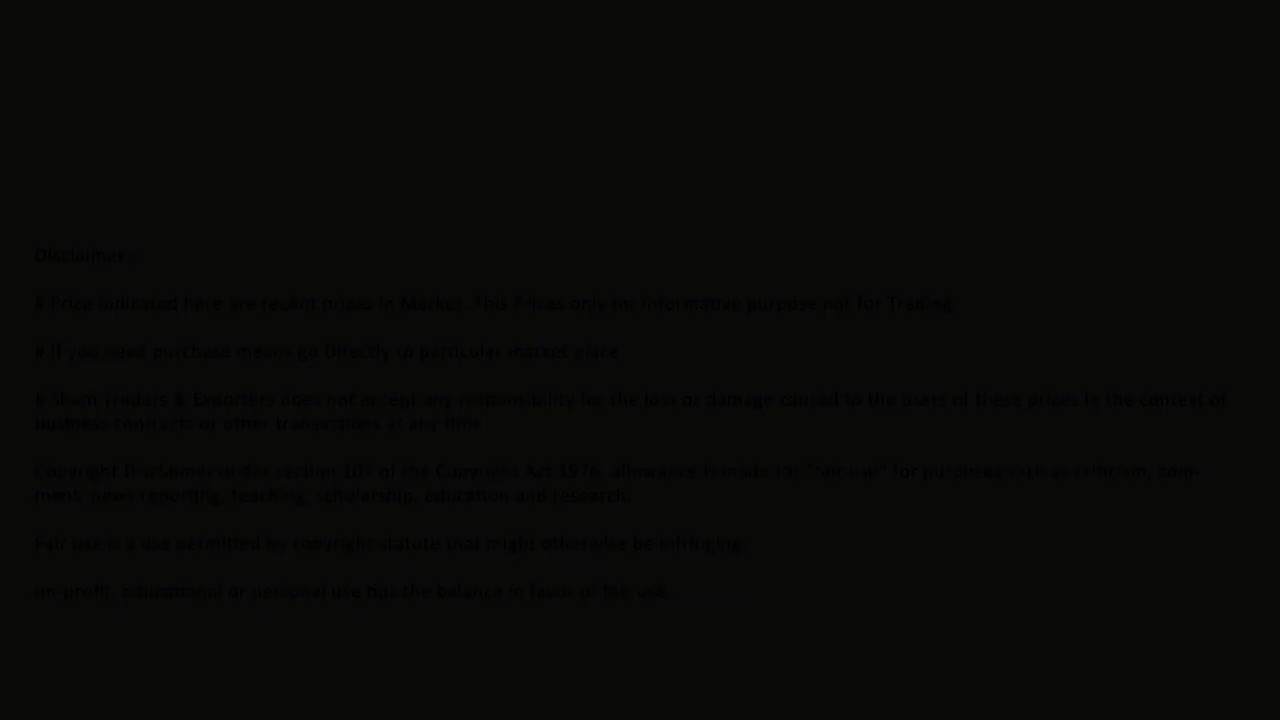 Disclaimer :
# Price indicated here are recent prices in Market. This Prices only for informative purpose not for Trading.
# If you need purchase means go Directly to particular market place
# Sham Traders & Exporters does not accept any responsibility for the loss or damage caused to the users of these prices in the context of
business contracts or other transactions at any time
Copyright Disclaimer under section 107 of the Copyright Act 1976, allowance is made for "fair use" for purposes such as criticism, com-
ment, news reporting, teaching, scholarship, education and research.
Fair use is a use permitted by copyright statute that might otherwise be infringing.
on-profit, educational or personal use tips the balance in favor of fair use.